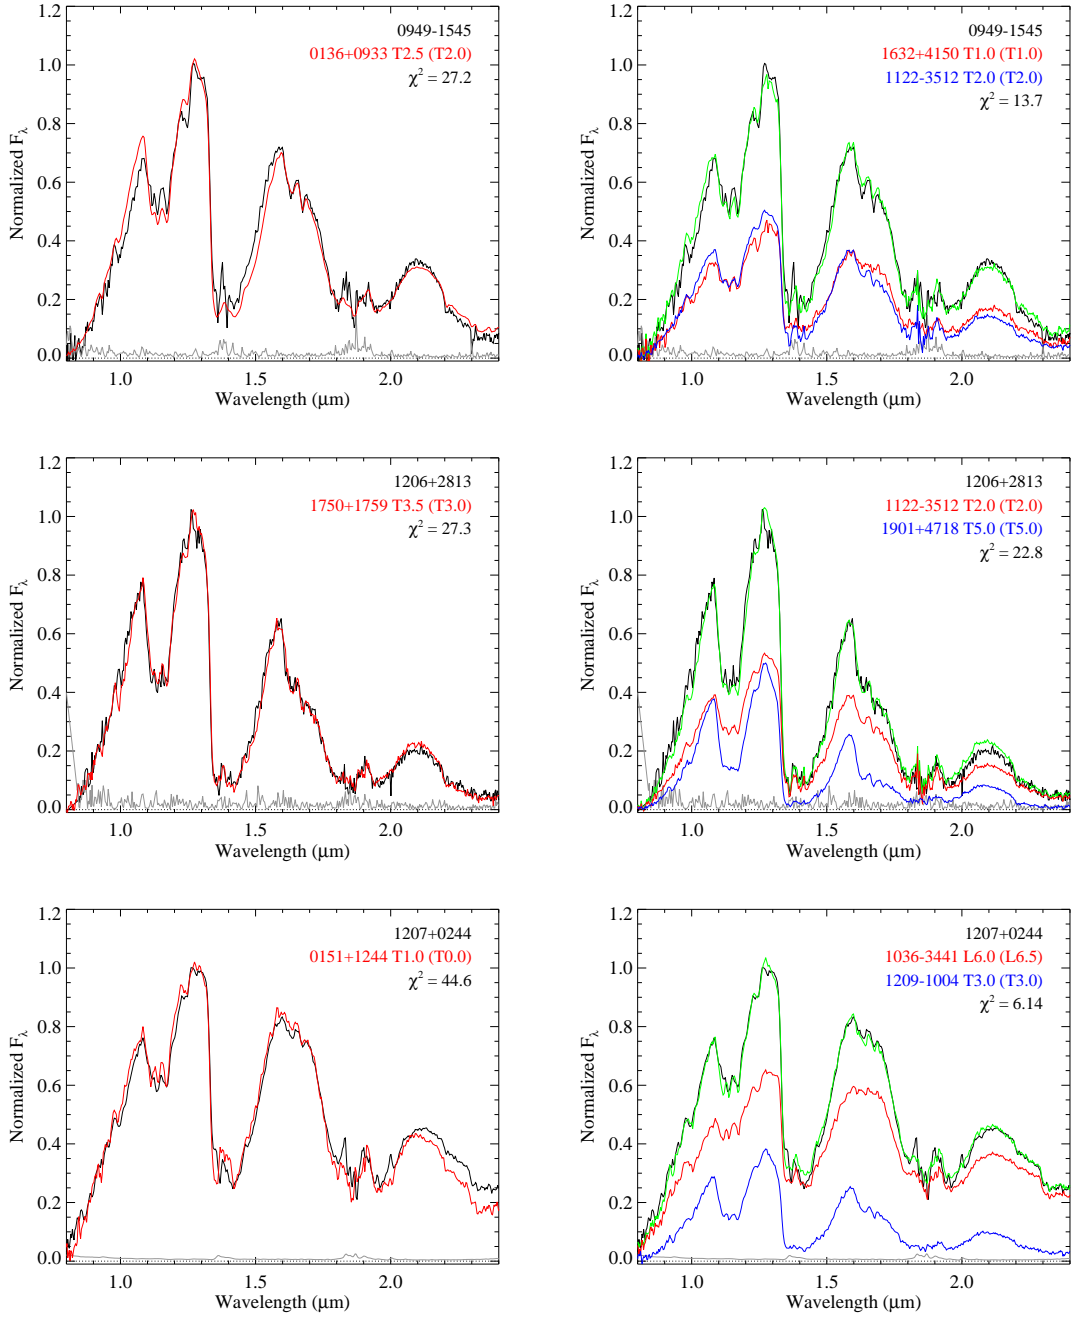 1.2
1.0
0.8
0.6
0.4
0.2
0.0
Normalized Fλ
0949-1545
0136+0933 T2.5 (T2.0)
χ² = 27.2
1.0 1.5 2.0
Wavelength (μm)
1.2
1.0
0.8
0.6
0.4
0.2
0.0
Normalized Fλ
0949-1545
1632+4150 T1.0 (T1.0)
1122-3512 T2.0 (T2.0)
χ² = 13.7
1.0 1.5 2.0
Wavelength (μm)
1.2
1.0
0.8
0.6
0.4
0.2
0.0
Normalized Fλ
1206+2813
1750+1759 T3.5 (T3.0)
χ² = 27.3
1.0 1.5 2.0
Wavelength (μm)
1.2
1.0
0.8
0.6
0.4
0.2
0.0
Normalized Fλ
1206+2813
1122-3512 T2.0 (T2.0)
1901+4718 T5.0 (T5.0)
χ² = 22.8
1.0 1.5 2.0
Wavelength (μm)
1.2
1.0
0.8
0.6
0.4
0.2
0.0
Normalized Fλ
1207+0244
0151+1244 T1.0 (T0.0)
χ² = 44.6
1.0 1.5 2.0
Wavelength (μm)
1.2
1.0
0.8
0.6
0.4
0.2
0.0
Normalized Fλ
1207+0244
1036-3441 L6.0 (L6.5)
1209-1004 T3.0 (T3.0)
χ² = 6.14
1.0 1.5 2.0
Wavelength (μm)